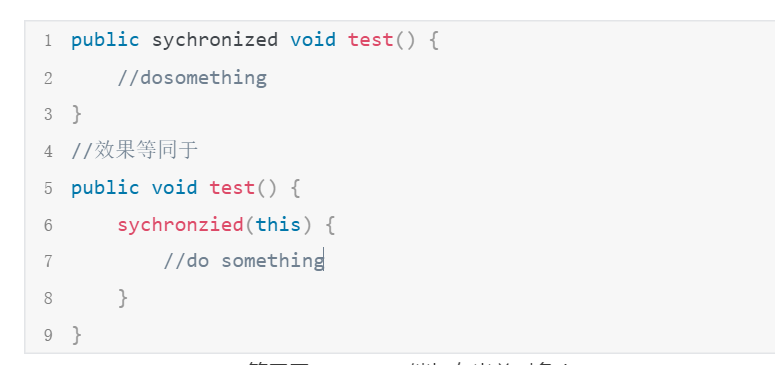 1 public sychronized void test() {
2 //dosomething
3 }
4 //效果等同于
5 public void test() {
6 sychronzied(this) {
7 //do something
8 }
9 }